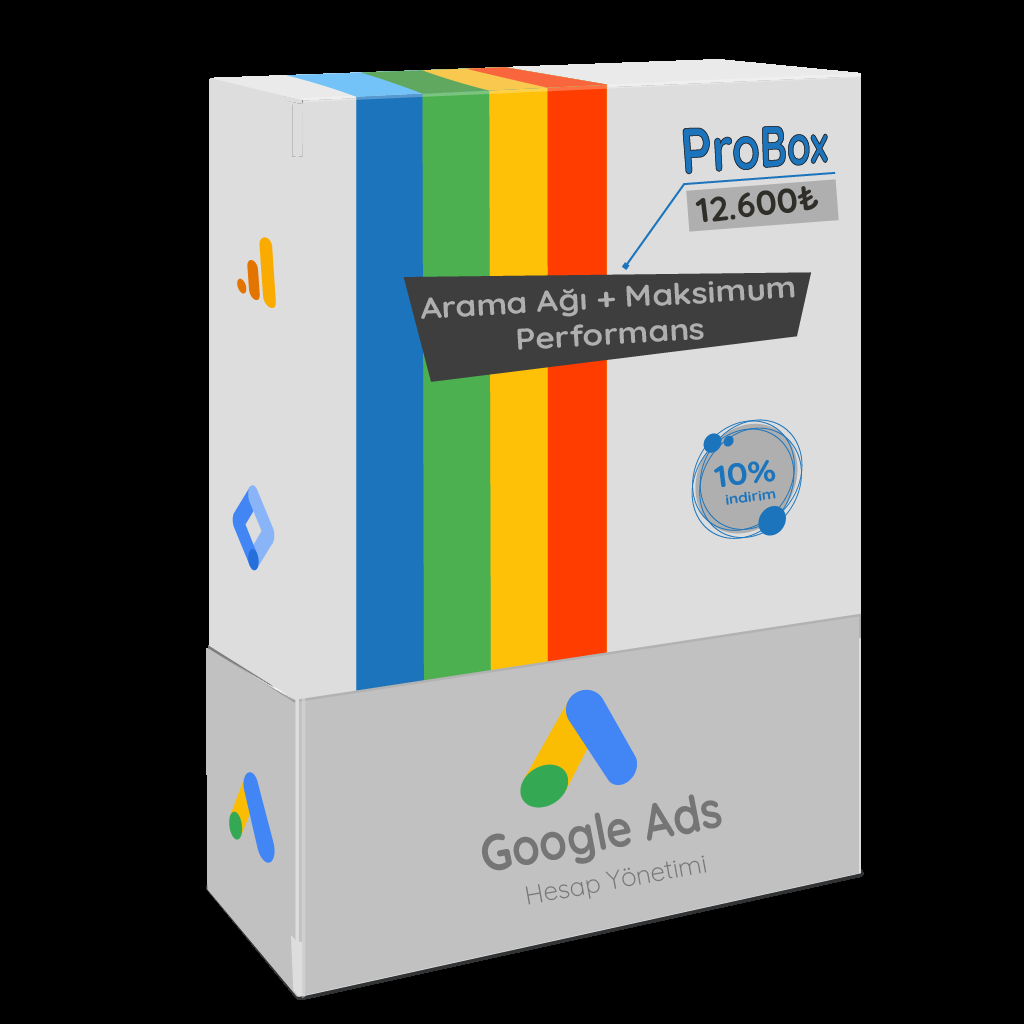 ProBox
12.600₺
Arama Ağı + Maksimum
Performans
10%
indirim
Google Ads
Hesap Yönetimi